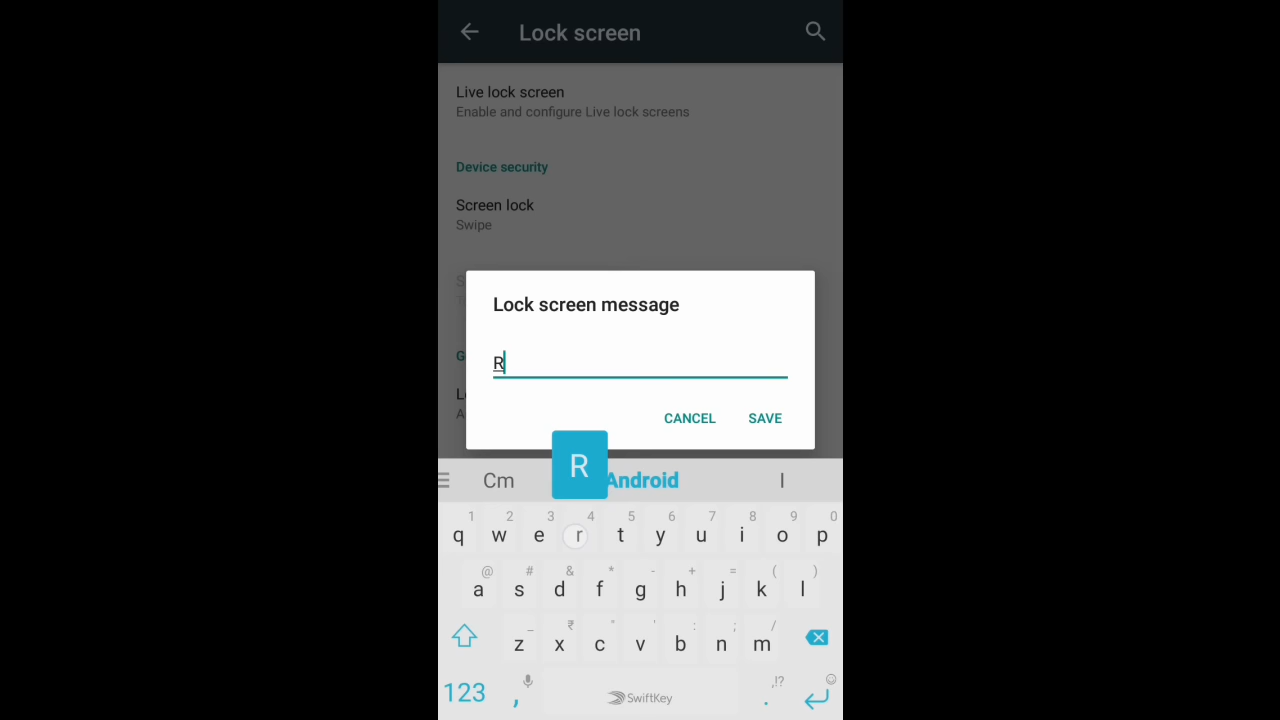 Lock screen
Live lock screen
Enable and configure Live lock screens
Device security
Screen lock
Swipe
S
T
Lock screen message
R
G
L
A
CANCEL SAVE
R
Cm Android I
1 2 3 4 5 6 7 8 9 0
q w e r t y u i o p
@ # & * - + = ( )
a s d f g h j k l
_ ₹ " ' : ; /
z x c v b n m
123 , SwiftKey . ,!?